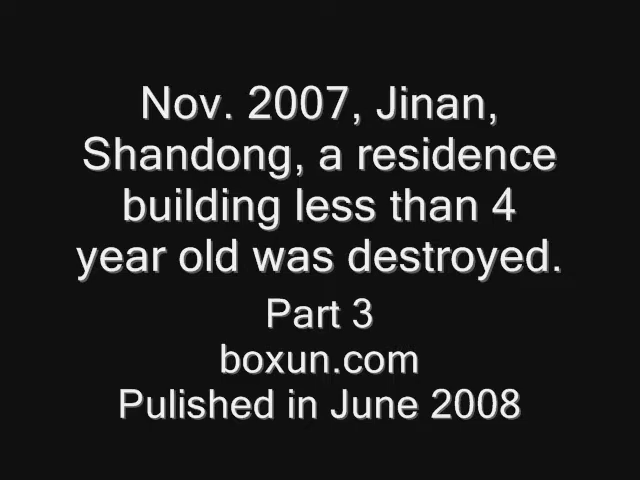 Nov. 2007, Jinan,
Shandong, a residence
building less than 4
year old was destroyed.
Part 3
boxun.com
Pulished in June 2008